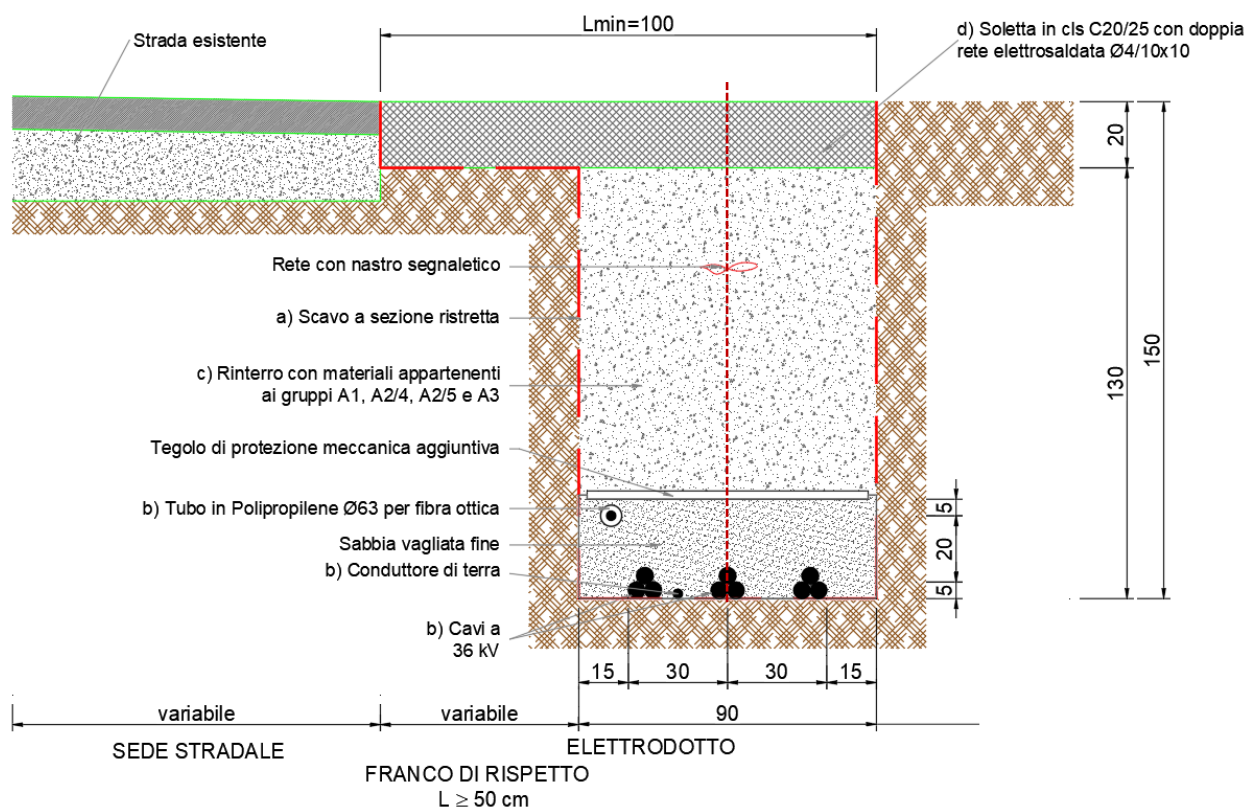 Lmin=100
Strada esistente
d) Soletta in cls C20/25 con doppia
rete elettrosaldata Ø4/10x10
20
150
130
Rete con nastro segnaletico
a) Scavo a sezione ristretta
c) Rinterro con materiali appartenenti
ai gruppi A1, A2/4, A2/5 e A3
Tegolo di protezione meccanica aggiuntiva
b) Tubo in Polipropilene Ø63 per fibra ottica
Sabbia vagliata fine
b) Conduttore di terra
b) Cavi a
36 kV
5
20
5
15
30
30
15
variabile
variabile
90
SEDE STRADALE
ELETTRODOTTO
FRANCO DI RISPETTO
L ≥ 50 cm